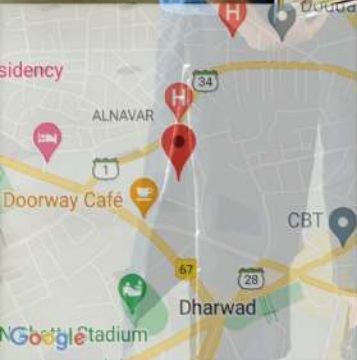 H
sidency
34
H
ALNAVAR
1
Doorway Café
CBT
67
28
Dharwad
Stadium
Google